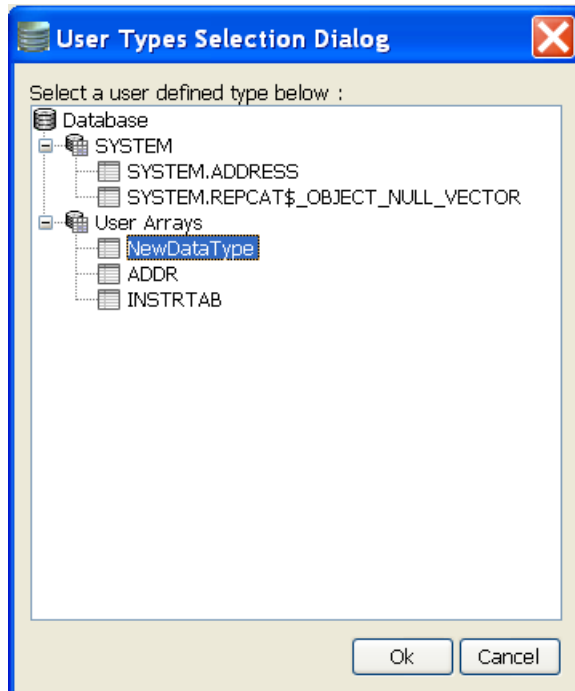 User Types Selection Dialog
Select a user defined type below :
Database
SYSTEM
SYSTEM.ADDRESS
SYSTEM.REPCAT$_OBJECT_NULL_VECTOR
User Arrays
NewDataType
ADDR
INSTRTAB
Ok Cancel